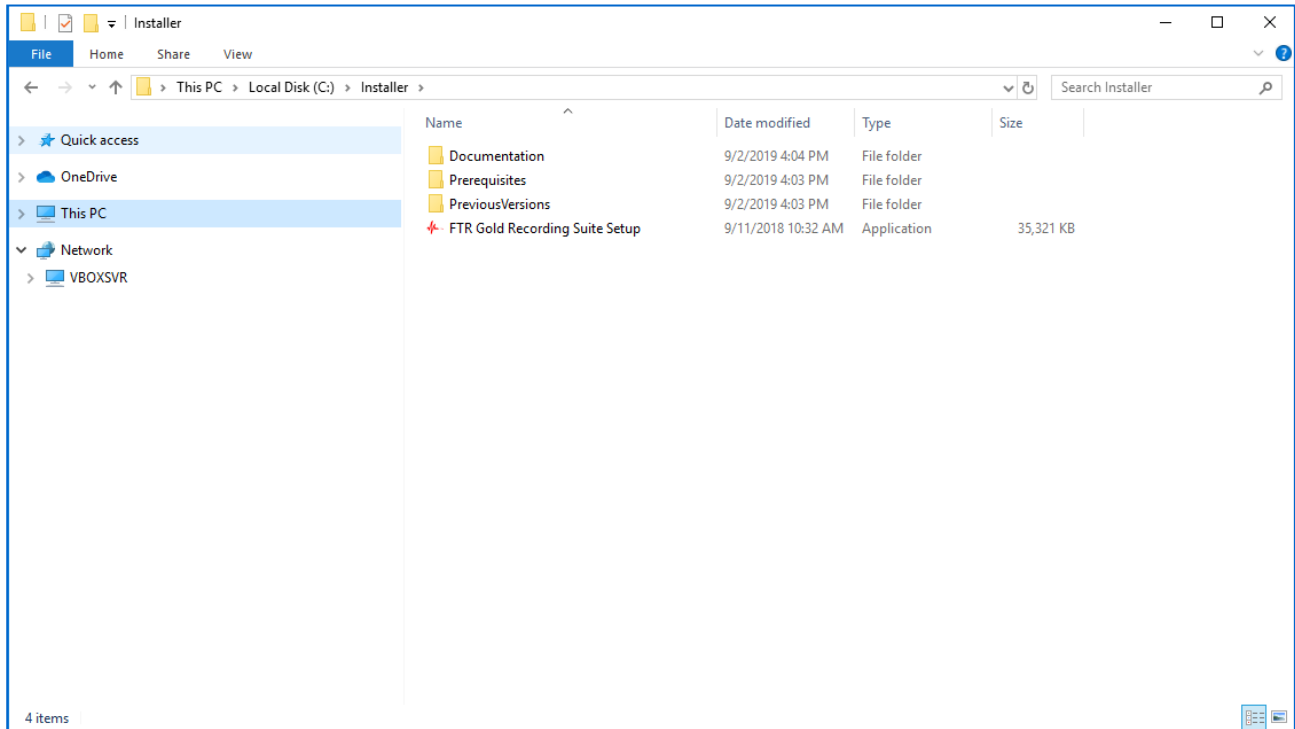 Installer
File Home Share View
This PC Local Disk (C:) Installer Search Installer
Name Date modified Type Size
Quick access
OneDrive
This PC
Network
VBOXSVR
Documentation 9/2/2019 4:04 PM File folder
Prerequisites 9/2/2019 4:03 PM File folder
PreviousVersions 9/2/2019 4:03 PM File folder
FTR Gold Recording Suite Setup 9/11/2018 10:32 AM Application 35,321 KB
4 items